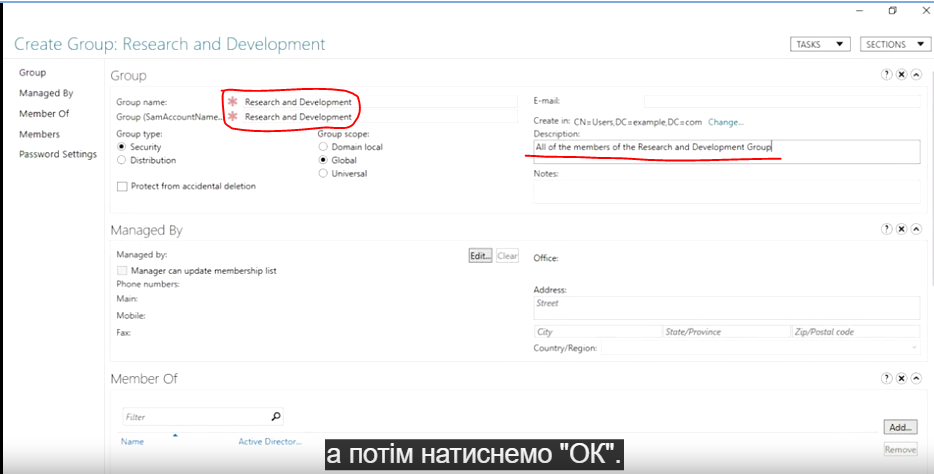 Create Group: Research and Development
TASKS
SECTIONS
Group
Managed By
Member Of
Members
Password Settings
Group
Group name: * Research and Development
Group (SamAccountName... * Research and Development
Group type:
Security
Distribution
Group scope:
Domain local
Global
Universal
Protect from accidental deletion
E-mail:
Create in: CN=Users,DC=example,DC=com Change...
Description:
All of the members of the Research and Development Group
Notes:
Managed By
Managed by:
Edit... Clear
Manager can update membership list
Phone numbers:
Main:
Mobile:
Fax:
Office:
Address:
Street
City State/Province Zip/Postal code
Country/Region:
Member Of
Filter
Name Active Director...
Add...
Remove
а потім натиснемо "ОК".